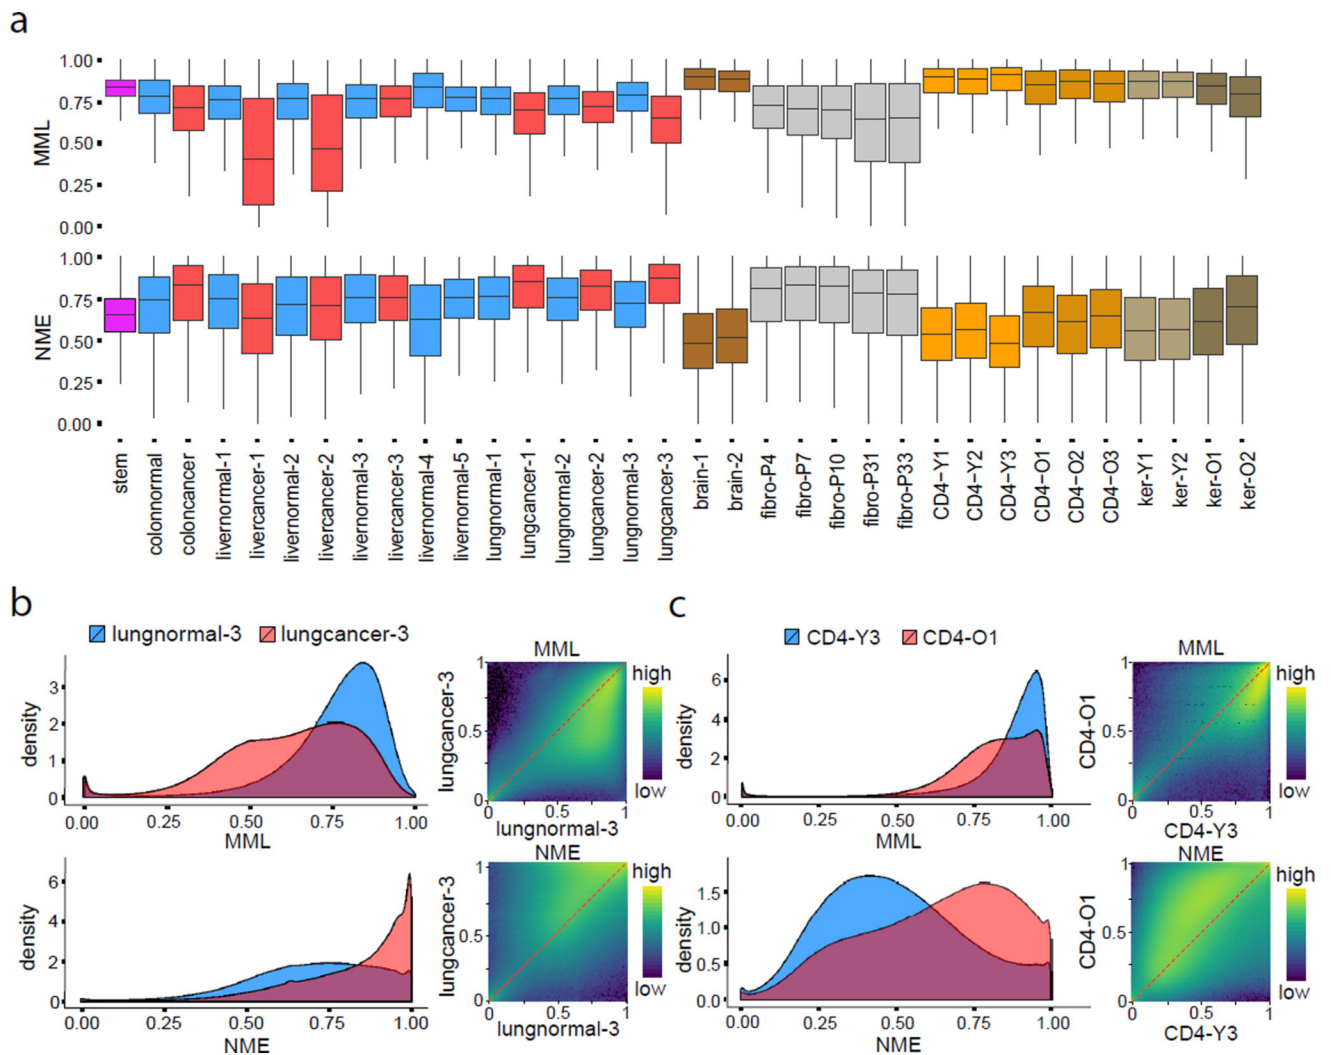 a
MML
1.00
0.75
0.50
0.25
0.00
NME
1.00
0.75
0.50
0.25
0.00
stem
colonnormal
coloncancer
livernormal-1
livercancer-1
livernormal-2
livercancer-2
livernormal-3
livercancer-3
livernormal-4
livernormal-5
lungnormal-1
lungcancer-1
lungnormal-2
lungcancer-2
lungnormal-3
lungcancer-3
brain-1
brain-2
fibro-P4
fibro-P7
fibro-P10
fibro-P31
fibro-P33
CD4-Y1
CD4-Y2
CD4-Y3
CD4-O1
CD4-O2
CD4-O3
ker-Y1
ker-Y2
ker-O1
ker-O2
b
lungnormal-3 lungcancer-3
density
3
2
1
0
0.00 0.25 0.50 0.75 1.00
MML
MML
lungcancer-3
1
0.5
0
0 0.5 1
lungnormal-3
high
low
density
6
4
2
0
0.00 0.25 0.50 0.75 1.00
NME
NME
lungcancer-3
1
0.5
0
0 0.5 1
lungnormal-3
high
low
c
CD4-Y3 CD4-O1
density
6
4
2
0
0.00 0.25 0.50 0.75 1.00
MML
MML
CD4-O1
1
0.5
0
0 0.5 1
CD4-Y3
high
low
density
1.5
1.0
0.5
0.0
0.00 0.25 0.50 0.75 1.00
NME
NME
CD4-O1
1
0.5
0
0 0.5 1
CD4-Y3
high
low